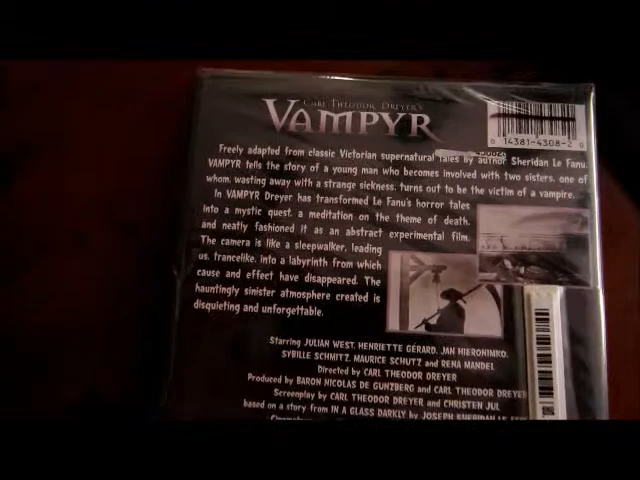 CARL THEODOR DREYER'S
VAMPYR
0 14381-4308-2 0
Freely adapted from classic Victorian supernatural tales by author Sheridan Le Fanu.
VAMPYR tells the story of a young man who becomes involved with two sisters, one of
whom, wasting away with a strange sickness, turns out to be the victim of a vampire.
In VAMPYR Dreyer has transformed Le Fanu's horror tales
into a mystic quest, a meditation on the theme of death,
and neatly fashioned it as an abstract experimental film.
The camera is like a sleepwalker, leading
us, trancelike, into a labyrinth from which
cause and effect have disappeared. The
hauntingly sinister atmosphere created is
disquieting and unforgettable.
Starring JULIAN WEST, HENRIETTE GERARD, JAN HIERONIMKO,
SYBILLE SCHMITZ, MAURICE SCHUTZ and RENA MANDEL
Directed by CARL THEODOR DREYER
Produced by BARON NICOLAS DE GUNZBERG and CARL THEODOR DREYER
Screenplay by CARL THEODOR DREYER and CHRISTEN JUL
based on a story from IN A GLASS DARKLY by JOSEPH SHERIDAN LE